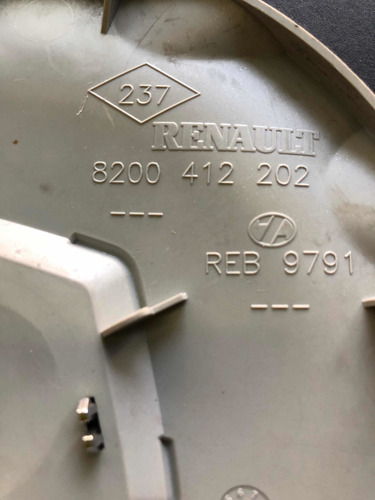 237
RENAULT
8200 412 202
---
REB 9791
---